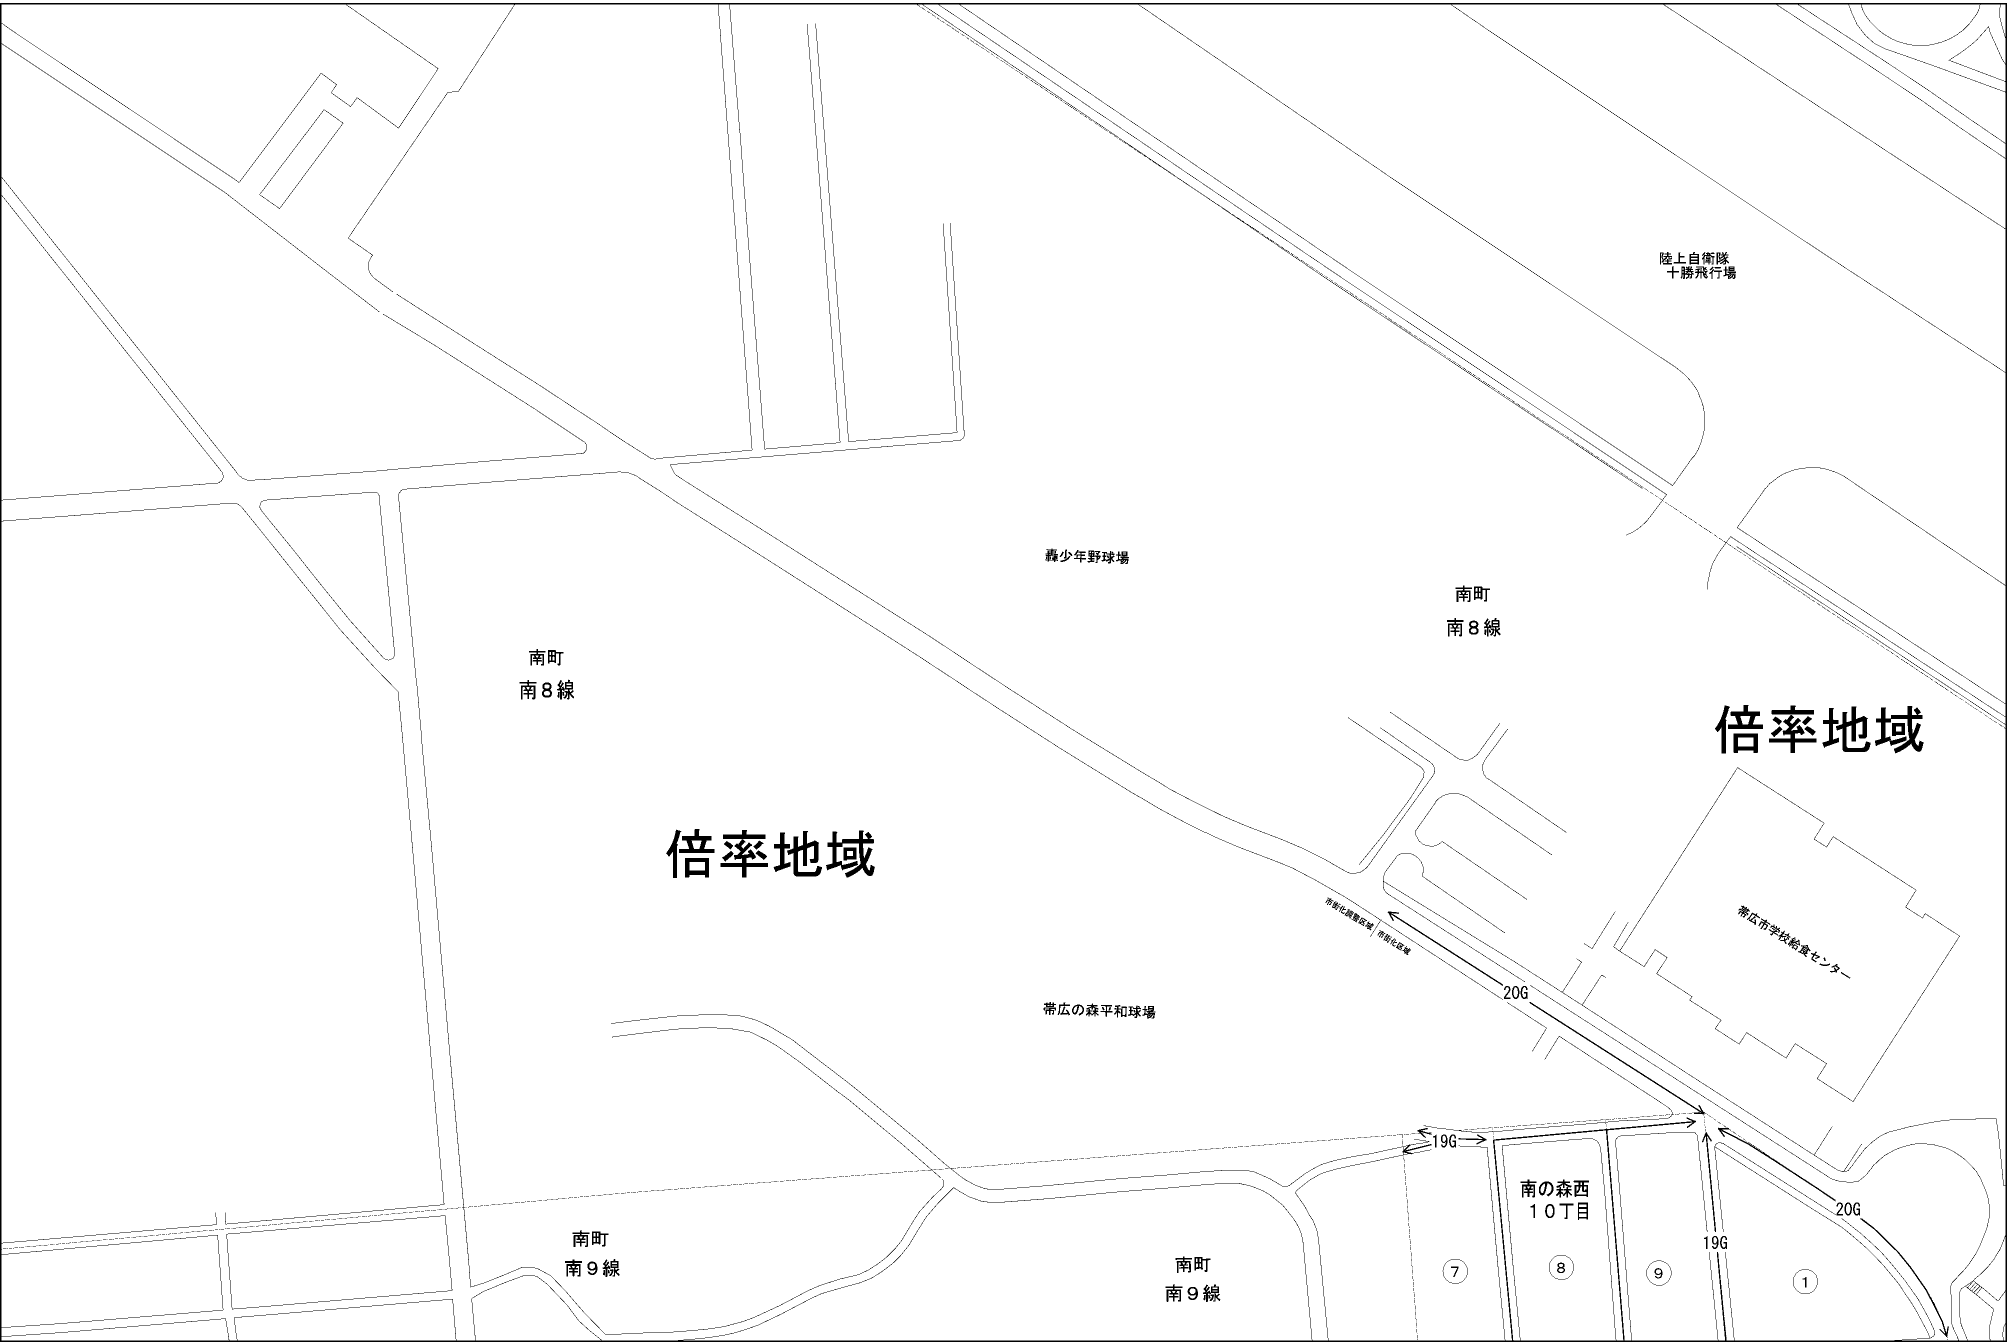 陸上自衛隊
十勝飛行場
轟少年野球場
南町
南８線
南町
南８線
倍率地域
倍率地域
市街化調整区域
市街化区域
帯広市学校給食センター
20G
帯広の森平和球場
19G
南の森西
１０丁目
20G
19G
南町
南９線
南町
南９線
⑦
⑧
⑨
①